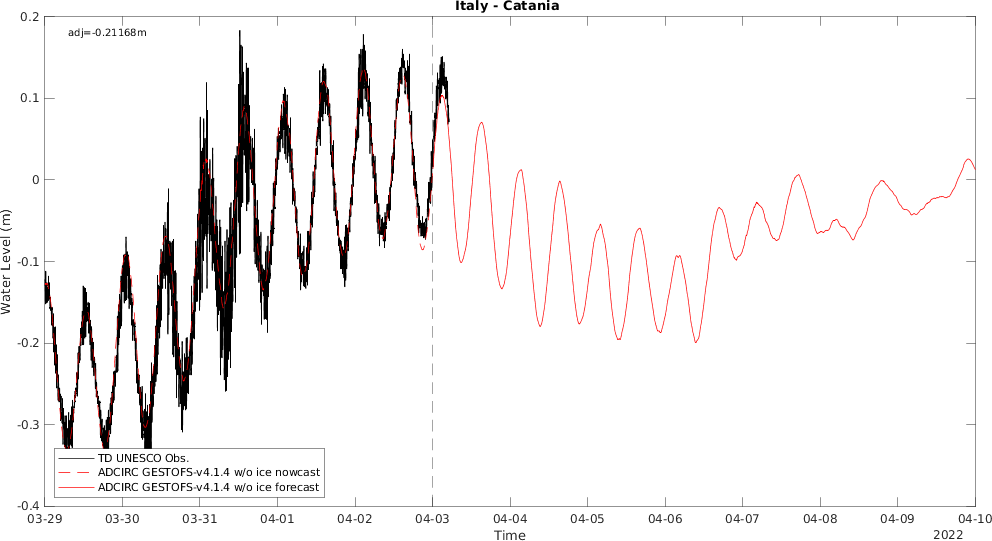 Italy - Catania
adj=-0.21168m
Water Level (m)
0.2
0.1
0
-0.1
-0.2
-0.3
-0.4
TD UNESCO Obs.
ADCIRC GESTOFS-v4.1.4 w/o ice nowcast
ADCIRC GESTOFS-v4.1.4 w/o ice forecast
03-29 03-30 03-31 04-01 04-02 04-03 04-04 04-05 04-06 04-07 04-08 04-09 04-10
Time
2022